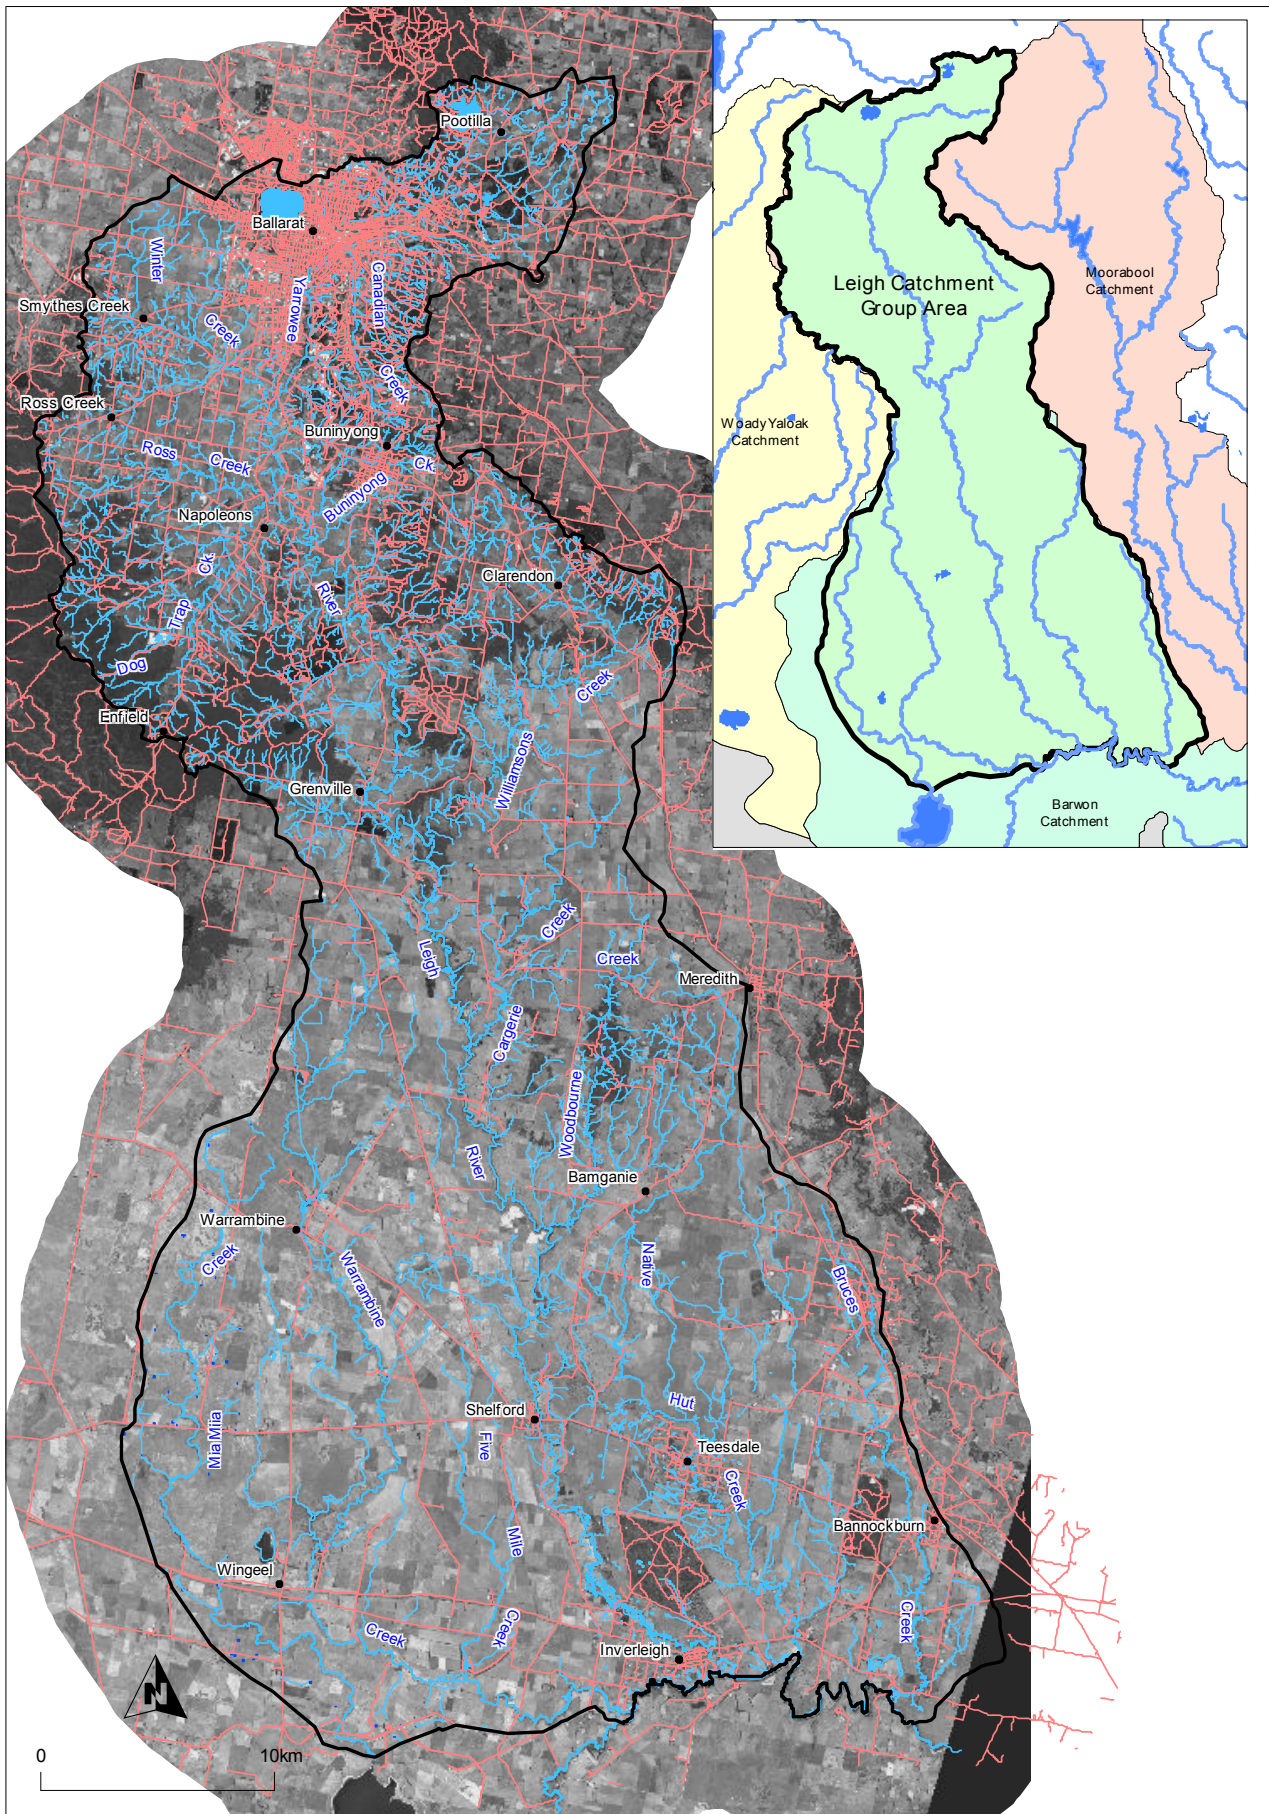 Pootilla
Ballarat
Winter
Yarrowee
Canadian
Smythes Creek
Creek
Creek
Ross Creek
Buninyong
Ross
Creek
Ck.
Buninyong
Napoleons
Ck.
Clarendon
River
Trap
Dog
Creek
Enfield
Williamsons
Grenville
Creek
Leigh
Creek
Meredith
Cargerie
Woodbourne
River
Bamganie
Warrambine
Creek
Warrambine
Native
Bruces
Hut
Shelford
Mia Miia
Five
Teesdale
Creek
Bannockburn
Mile
Wingeel
Creek
Creek
Creek
Inverleigh
N
0
10km
Leigh Catchment
Group Area
Moorabool
Catchment
Woady Yaloak
Catchment
Barwon
Catchment